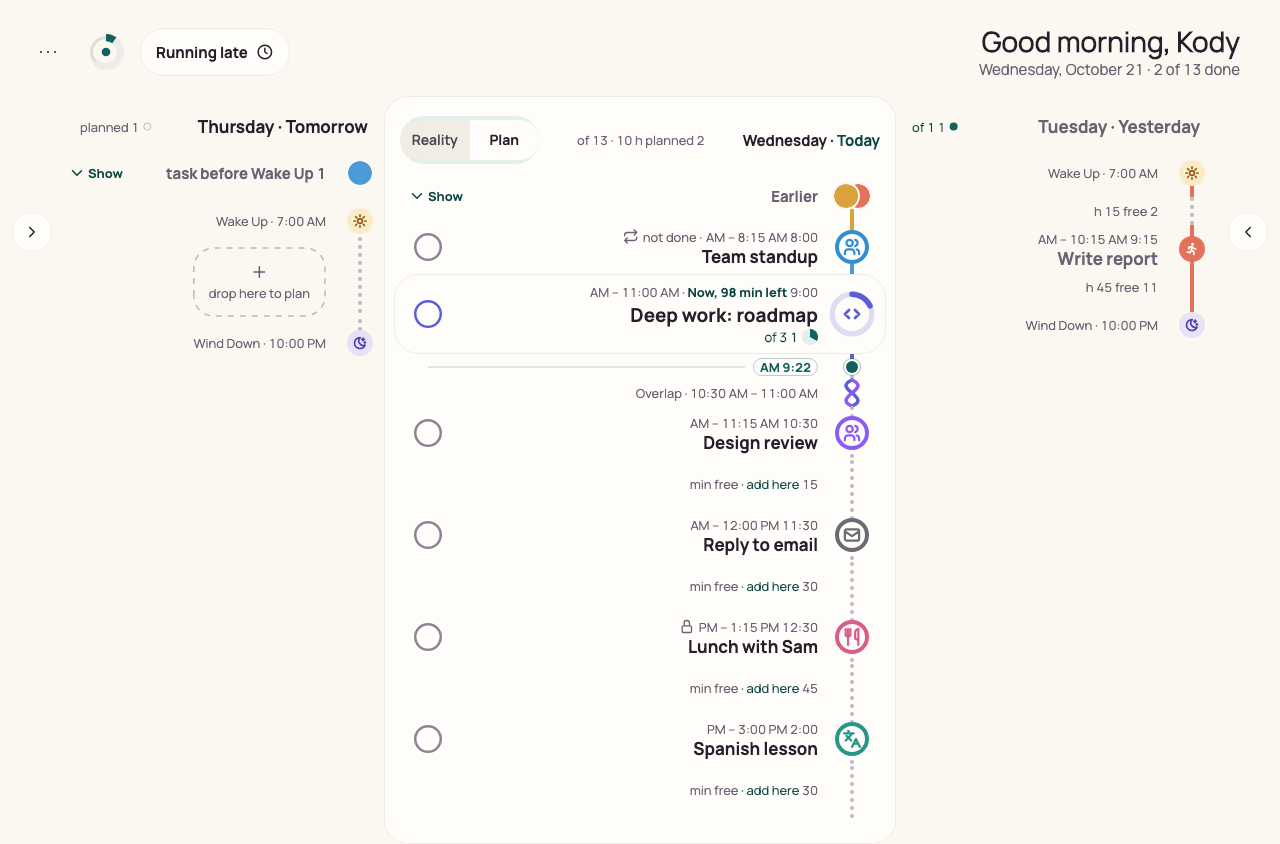 ...
Running late
Good morning, Kody
Wednesday, October 21 · 2 of 13 done
planned 1
Thursday · Tomorrow
Show
task before Wake Up 1
Wake Up · 7:00 AM
+
drop here to plan
Wind Down · 10:00 PM
Reality
Plan
of 13 · 10 h planned 2
Wednesday · Today
Show
Earlier
not done · AM – 8:15 AM 8:00
Team standup
AM – 11:00 AM · Now, 98 min left 9:00
Deep work: roadmap
of 3 1
AM 9:22
Overlap · 10:30 AM – 11:00 AM
AM – 11:15 AM 10:30
Design review
min free · add here 15
AM – 12:00 PM 11:30
Reply to email
min free · add here 30
PM – 1:15 PM 12:30
Lunch with Sam
min free · add here 45
PM – 3:00 PM 2:00
Spanish lesson
min free · add here 30
of 1 1
Tuesday · Yesterday
Wake Up · 7:00 AM
h 15 free 2
AM – 10:15 AM 9:15
Write report
h 45 free 11
Wind Down · 10:00 PM